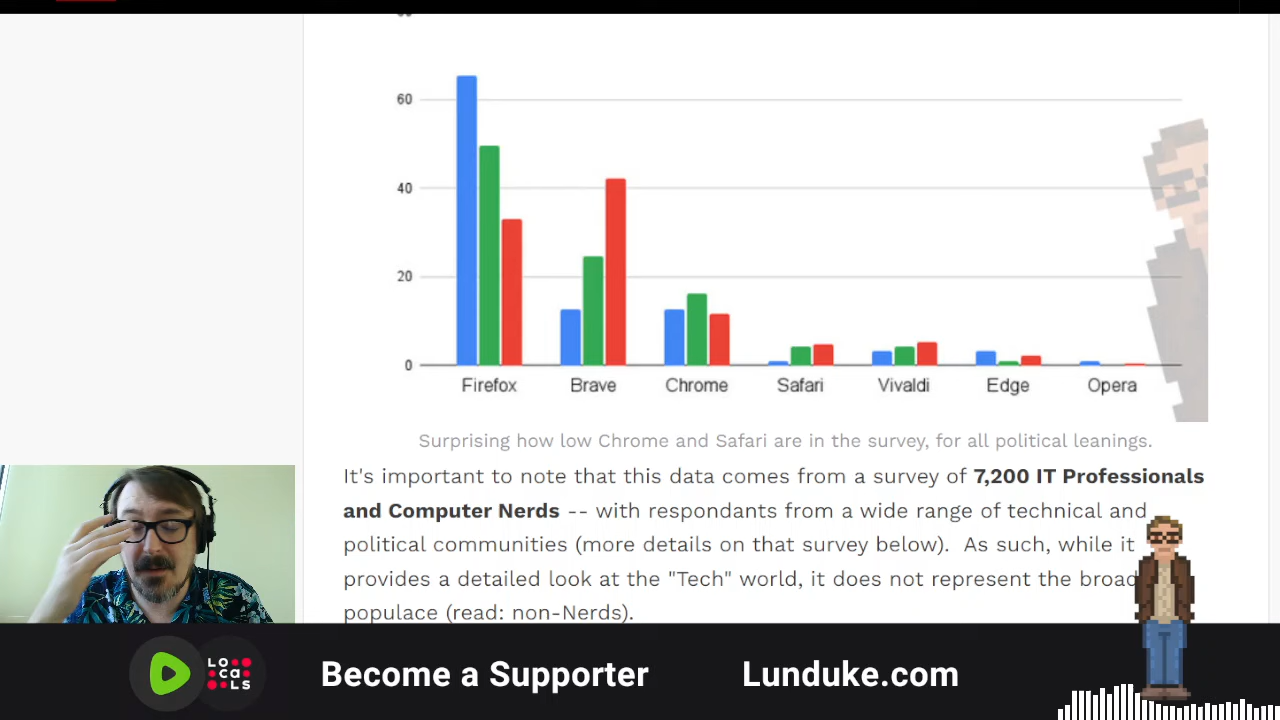 60
40
20
0
Firefox Brave Chrome Safari Vivaldi Edge Opera
Surprising how low Chrome and Safari are in the survey, for all political leanings.
It's important to note that this data comes from a survey of 7,200 IT Professionals
and Computer Nerds -- with respondants from a wide range of technical and
political communities (more details on that survey below). As such, while it
provides a detailed look at the "Tech" world, it does not represent the broad
populace (read: non-Nerds).
LO
ca
LS
Become a Supporter Lunduke.com